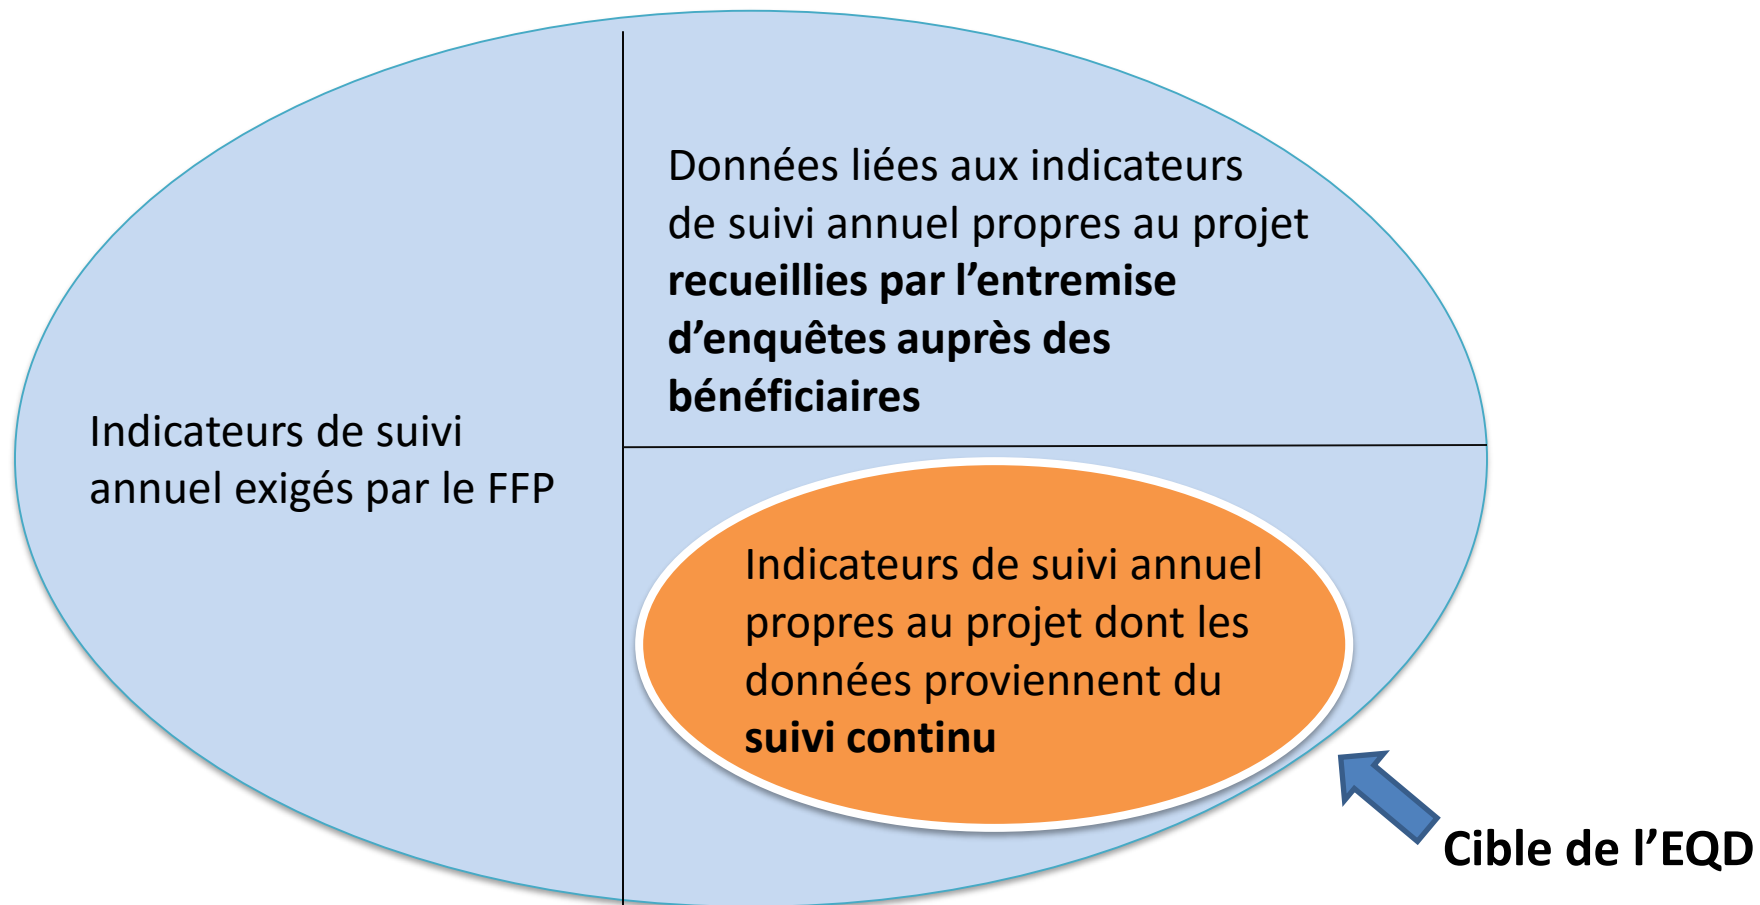 Données liées aux indicateurs
de suivi annuel propres au projet
recueillies par l’entremise
d’enquêtes auprès des
bénéficiaires
Indicateurs de suivi
annuel exigés par le FFP
Indicateurs de suivi annuel
propres au projet dont les
données proviennent du
suivi continu
Cible de l’EQD